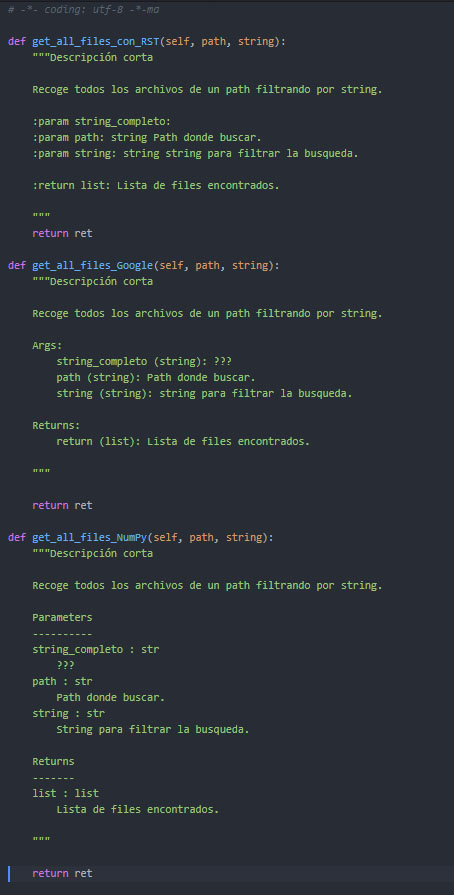 # -*- coding: utf-8 -*-ma
def get_all_files_con_RST(self, path, string):
"""Descripción corta
Recoge todos los archivos de un path filtrando por string.
:param string_completo:
:param path: string Path donde buscar.
:param string: string string para filtrar la busqueda.
:return list: Lista de files encontrados.
"""
return ret
def get_all_files_Google(self, path, string):
"""Descripción corta
Recoge todos los archivos de un path filtrando por string.
Args:
string_completo (string): ???
path (string): Path donde buscar.
string (string): string para filtrar la busqueda.
Returns:
return (list): Lista de files encontrados.
"""
return ret
def get_all_files_NumPy(self, path, string):
"""Descripción corta
Recoge todos los archivos de un path filtrando por string.
Parameters
----------
string_completo : str
???
path : str
Path donde buscar.
string : str
String para filtrar la busqueda.
Returns
-------
list : list
Lista de files encontrados.
"""
return ret